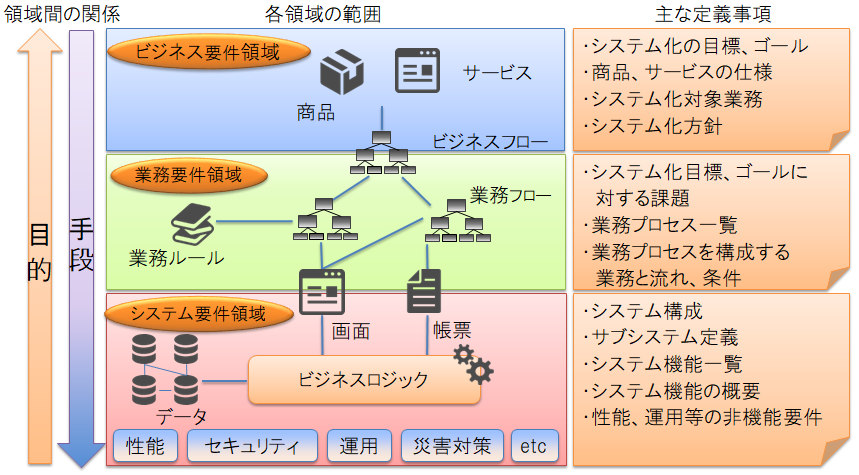 領域間の関係
各領域の範囲
主な定義事項
目的
手段
ビジネス要件領域
商品
サービス
ビジネスフロー
・システム化の目標、ゴール
・商品、サービスの仕様
・システム化対象業務
・システム化方針
業務要件領域
業務ルール
業務フロー
・システム化目標、ゴールに
対する課題
・業務プロセス一覧
・業務プロセスを構成する
業務と流れ、条件
システム要件領域
画面
帳票
データ
ビジネスロジック
性能
セキュリティ
運用
災害対策
etc
・システム構成
・サブシステム定義
・システム機能一覧
・システム機能の概要
・性能、運用等の非機能要件